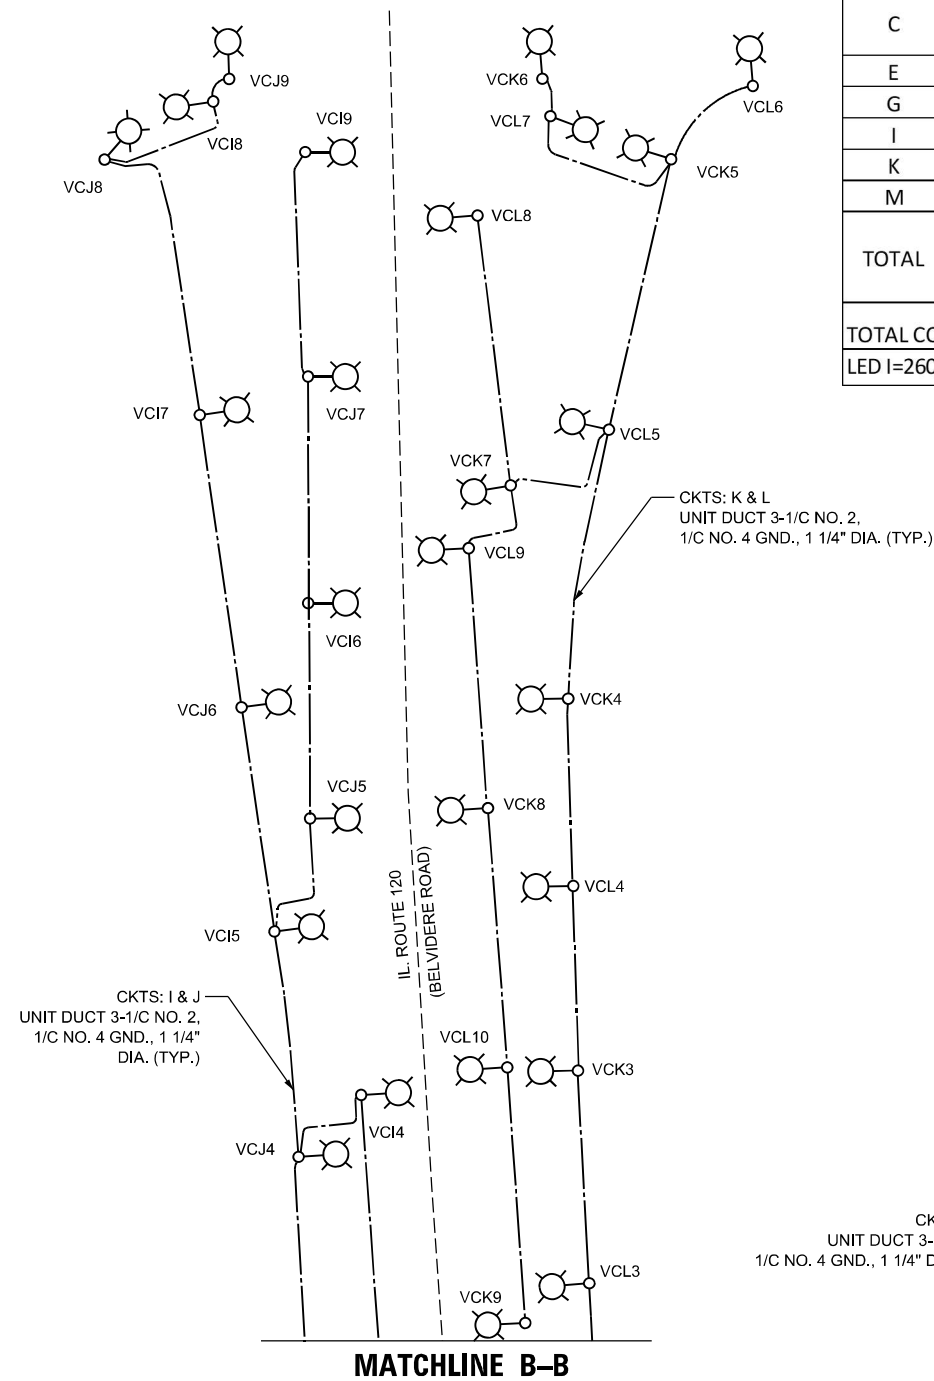 C
E
G
I
K
M
TOTAL
TOTAL CO
LED I=260
VCJ9
VCI8
VCJ8
VCI9
VCK6
VCL6
VCL7
VCK5
VCL8
VCI7
VCJ7
VCL5
VCK7
VCL9
CKTS: K & L
UNIT DUCT 3-1/C NO. 2,
1/C NO. 4 GND., 1 1/4" DIA. (TYP.)
VCI6
VCJ6
VCK4
VCJ5
VCK8
VCL4
VCI5
IL. ROUTE 120
(BELVIDERE ROAD)
CKTS: I & J
UNIT DUCT 3-1/C NO. 2,
1/C NO. 4 GND., 1 1/4"
DIA. (TYP.)
VCL10
VCK3
VCI4
VCJ4
CK
UNIT DUCT 3-
1/C NO. 4 GND., 1 1/4" D
VCL3
VCK9
MATCHLINE B–B